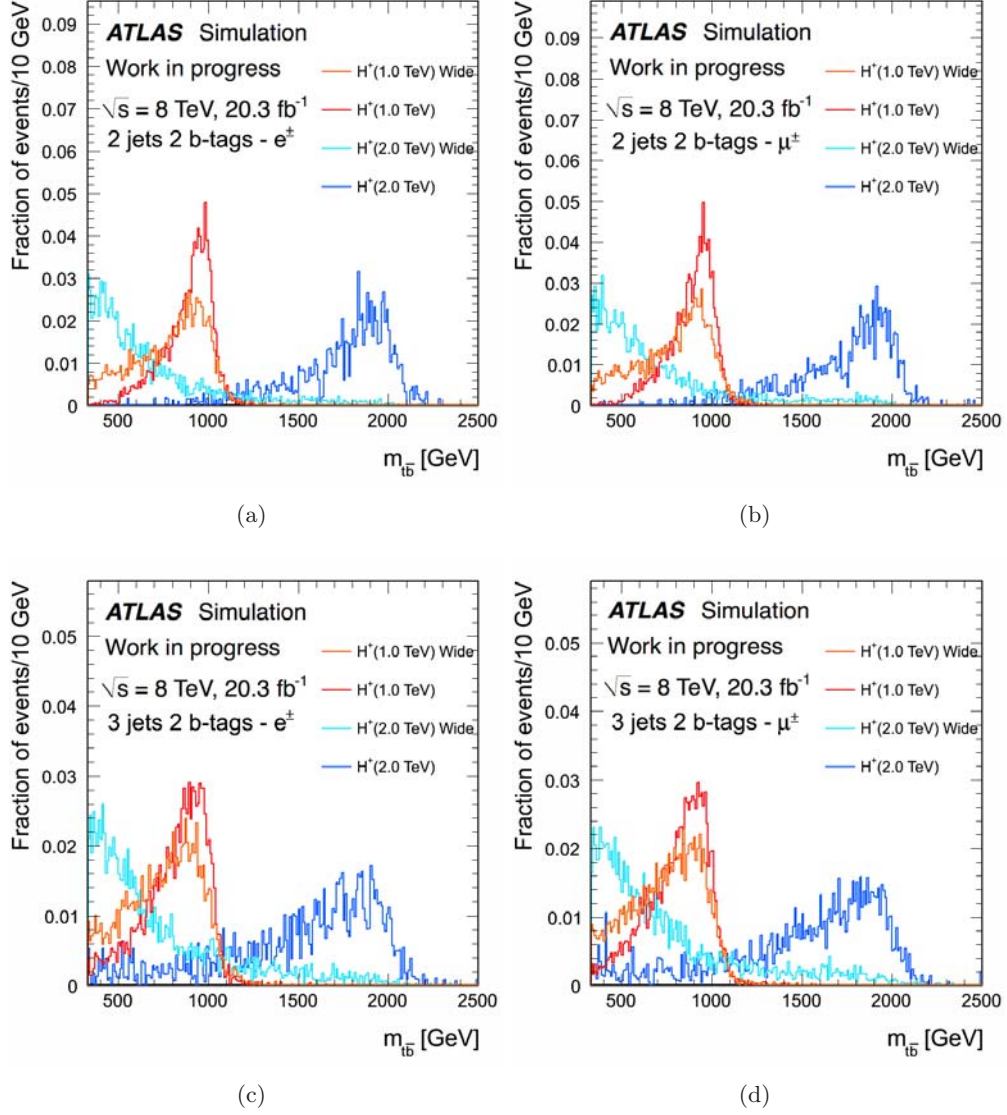 Fraction of events/10 GeV
0.09
0.08
0.07
0.06
0.05
0.04
0.03
0.02
0.01
0
ATLAS Simulation
Work in progress
√s = 8 TeV, 20.3 fb⁻¹
2 jets 2 b-tags - e±
H⁺(1.0 TeV) Wide
H⁺(1.0 TeV)
H⁺(2.0 TeV) Wide
H⁺(2.0 TeV)
500 1000 1500 2000 2500
m_tb̄ [GeV]
(a)
Fraction of events/10 GeV
0.09
0.08
0.07
0.06
0.05
0.04
0.03
0.02
0.01
0
ATLAS Simulation
Work in progress
√s = 8 TeV, 20.3 fb⁻¹
2 jets 2 b-tags - μ±
H⁺(1.0 TeV) Wide
H⁺(1.0 TeV)
H⁺(2.0 TeV) Wide
H⁺(2.0 TeV)
500 1000 1500 2000 2500
m_tb̄ [GeV]
(b)
Fraction of events/10 GeV
0.05
0.04
0.03
0.02
0.01
0
ATLAS Simulation
Work in progress
√s = 8 TeV, 20.3 fb⁻¹
3 jets 2 b-tags - e±
H⁺(1.0 TeV) Wide
H⁺(1.0 TeV)
H⁺(2.0 TeV) Wide
H⁺(2.0 TeV)
500 1000 1500 2000 2500
m_tb̄ [GeV]
(c)
Fraction of events/10 GeV
0.05
0.04
0.03
0.02
0.01
0
ATLAS Simulation
Work in progress
√s = 8 TeV, 20.3 fb⁻¹
3 jets 2 b-tags - μ±
H⁺(1.0 TeV) Wide
H⁺(1.0 TeV)
H⁺(2.0 TeV) Wide
H⁺(2.0 TeV)
500 1000 1500 2000 2500
m_tb̄ [GeV]
(d)